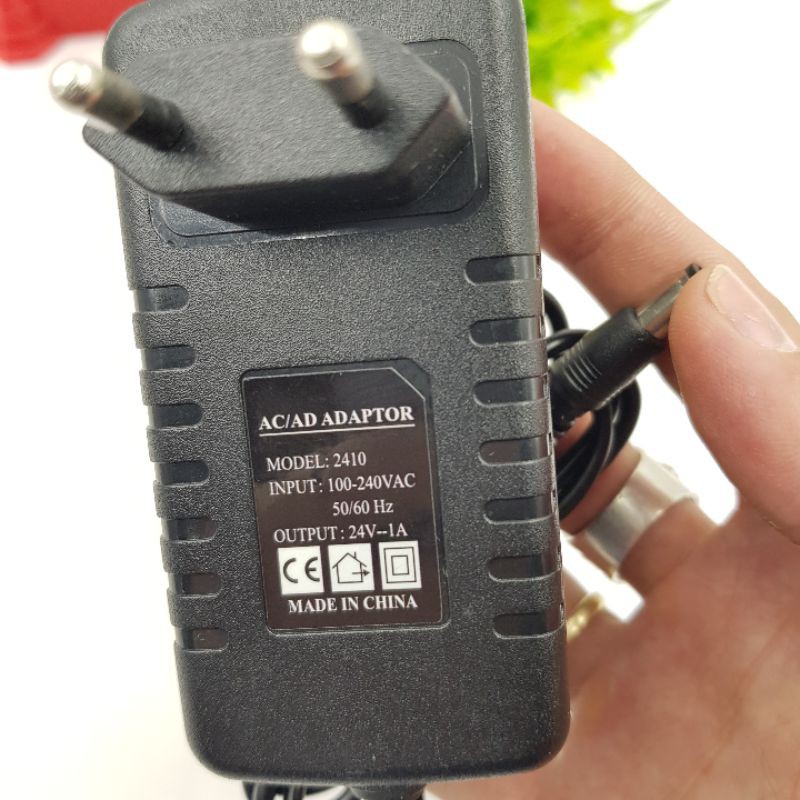 AC/AD ADAPTOR
MODEL: 2410
INPUT : 100-240VAC
50/60 Hz
OUTPUT : 24V--1A
CE
MADE IN CHINA